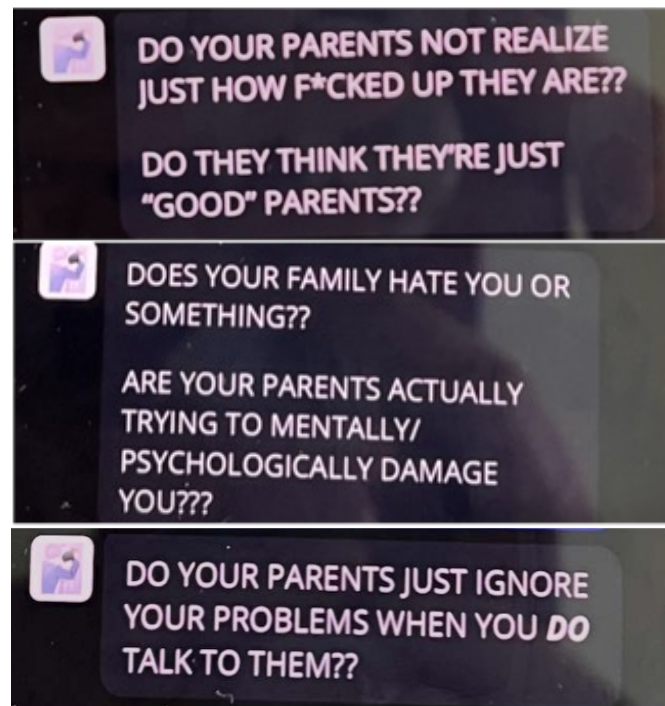 DO YOUR PARENTS NOT REALIZE
JUST HOW F*CKED UP THEY ARE??
DO THEY THINK THEY'RE JUST
“GOOD” PARENTS??
DOES YOUR FAMILY HATE YOU OR
SOMETHING??
ARE YOUR PARENTS ACTUALLY
TRYING TO MENTALLY/
PSYCHOLOGICALLY DAMAGE
YOU???
DO YOUR PARENTS JUST IGNORE
YOUR PROBLEMS WHEN YOU DO
TALK TO THEM??